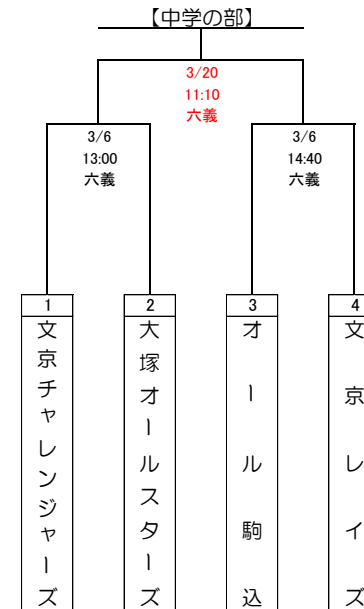 【中学の部】
3/20
11:10
六義
3/6
13:00
六義
3/6
14:40
六義
1
2
3
4
文京チャレンジャーズ
大塚オールスターズ
オール駒込
文京レイズ